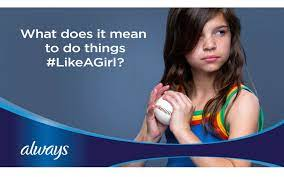 What does it mean
to do things
#LikeAGirl?
always